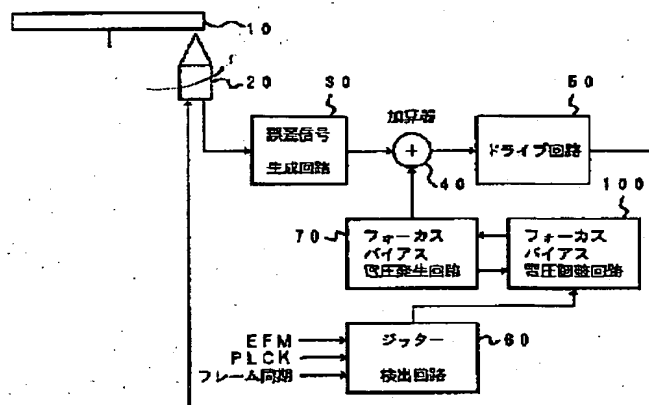 10
20
30
誤差信号
生成回路
加算器
+
40
50
ドライブ回路
100
70
フォーカス
バイアス
電圧発生回路
フォーカス
バイアス
電圧調整回路
EFM
PLCK
フレーム同期
ジッター
検出回路
60